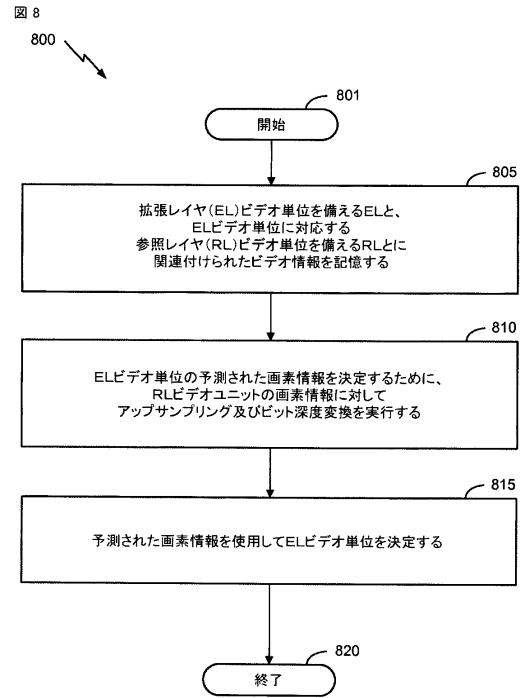 図 8
800
801
開始
805
拡張レイヤ(EL)ビデオ単位を備えるELと、
ELビデオ単位に対応する
参照レイヤ(RL)ビデオ単位を備えるRLとに
関連付けられたビデオ情報を記憶する
810
ELビデオ単位の予測された画素情報を決定するために、
RLビデオユニットの画素情報に対して
アップサンプリング及びビット深度変換を実行する
815
予測された画素情報を使用してELビデオ単位を決定する
820
終了